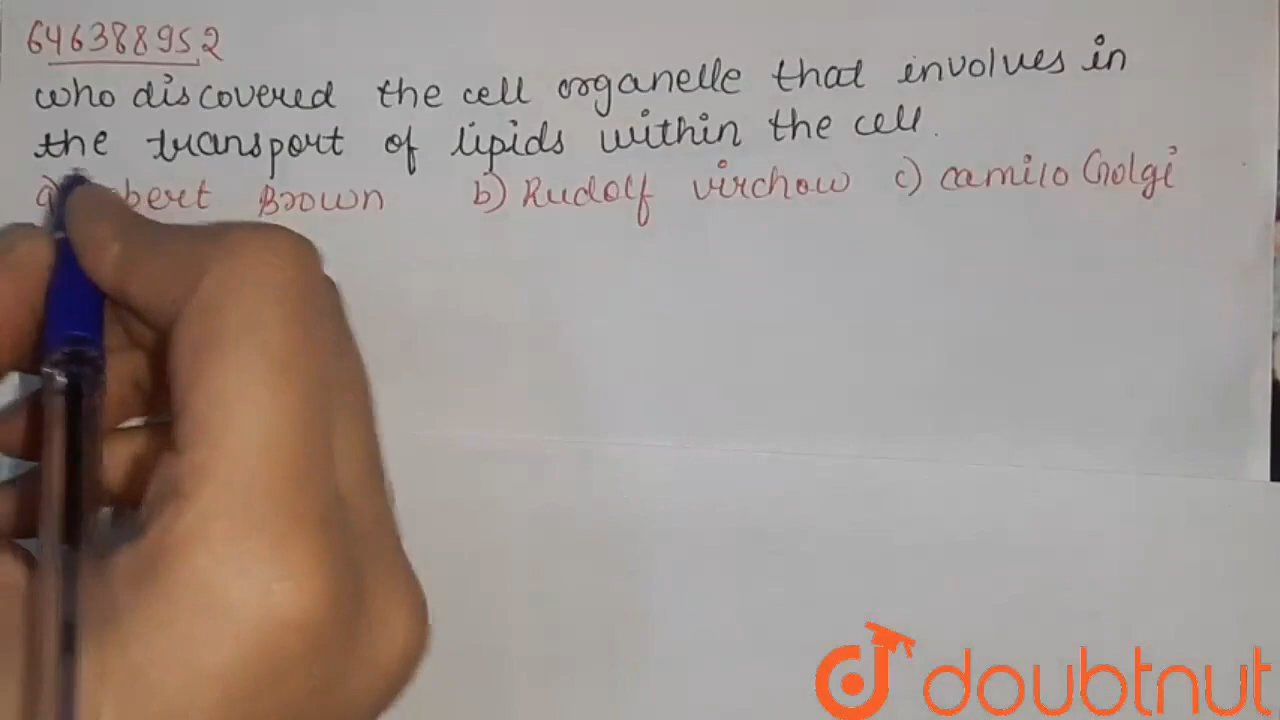 646388952
who discovered the cell organelle that involves in
the transport of lipids within the cell.
Brown b) Rudolf virchow c) camilo Golgi
doubtnut